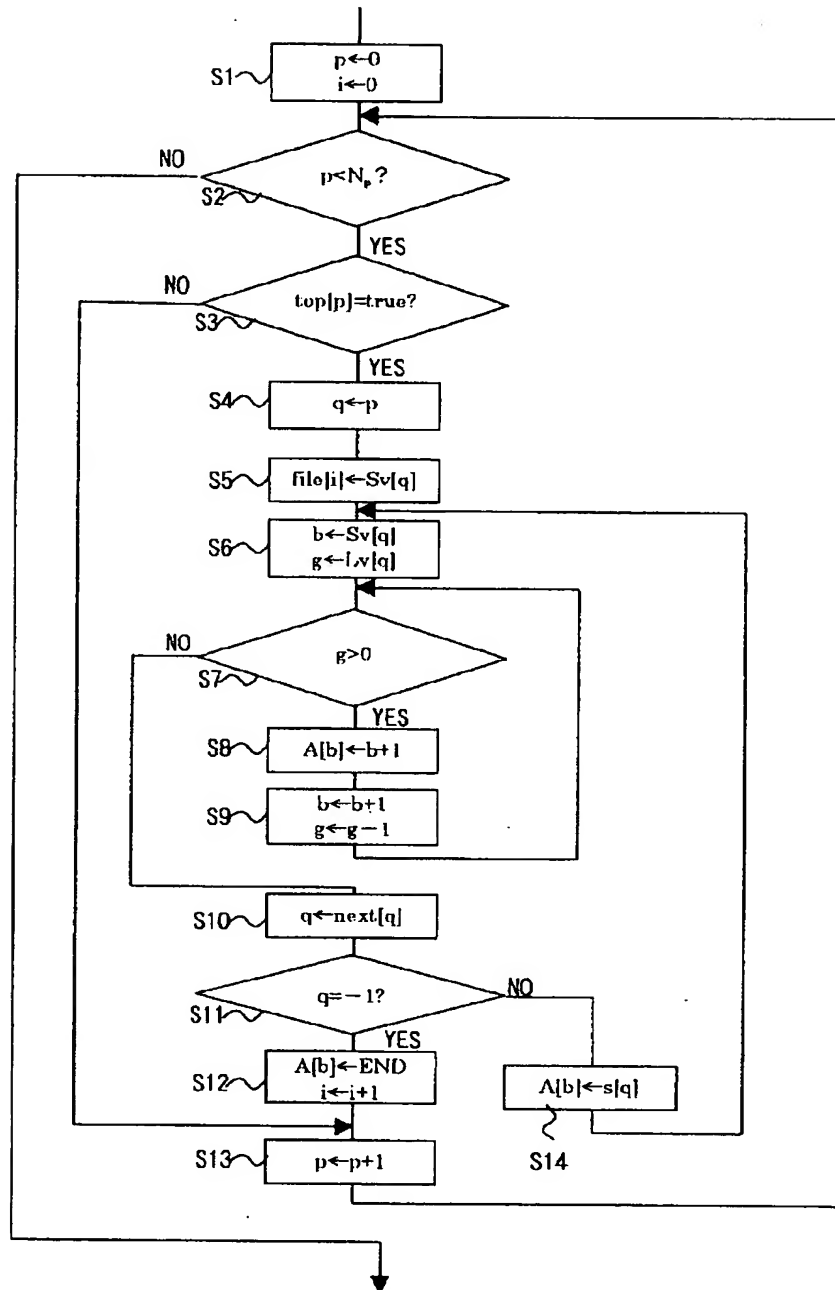 S1
p←0
i←0
NO
p<Np?
S2
YES
NO
top[p]=true?
S3
YES
S4
q←p
S5
file[i]←Sv[q]
S6
b←Sv[q]
g←Lv[q]
NO
g>0
S7
YES
S8
A[b]←b+1
S9
b←b+1
g←g-1
S10
q←next[q]
q=-1?
NO
S11
YES
S12
A[b]←END
i←i+1
A[b]←s[q]
S14
S13
p←p+1